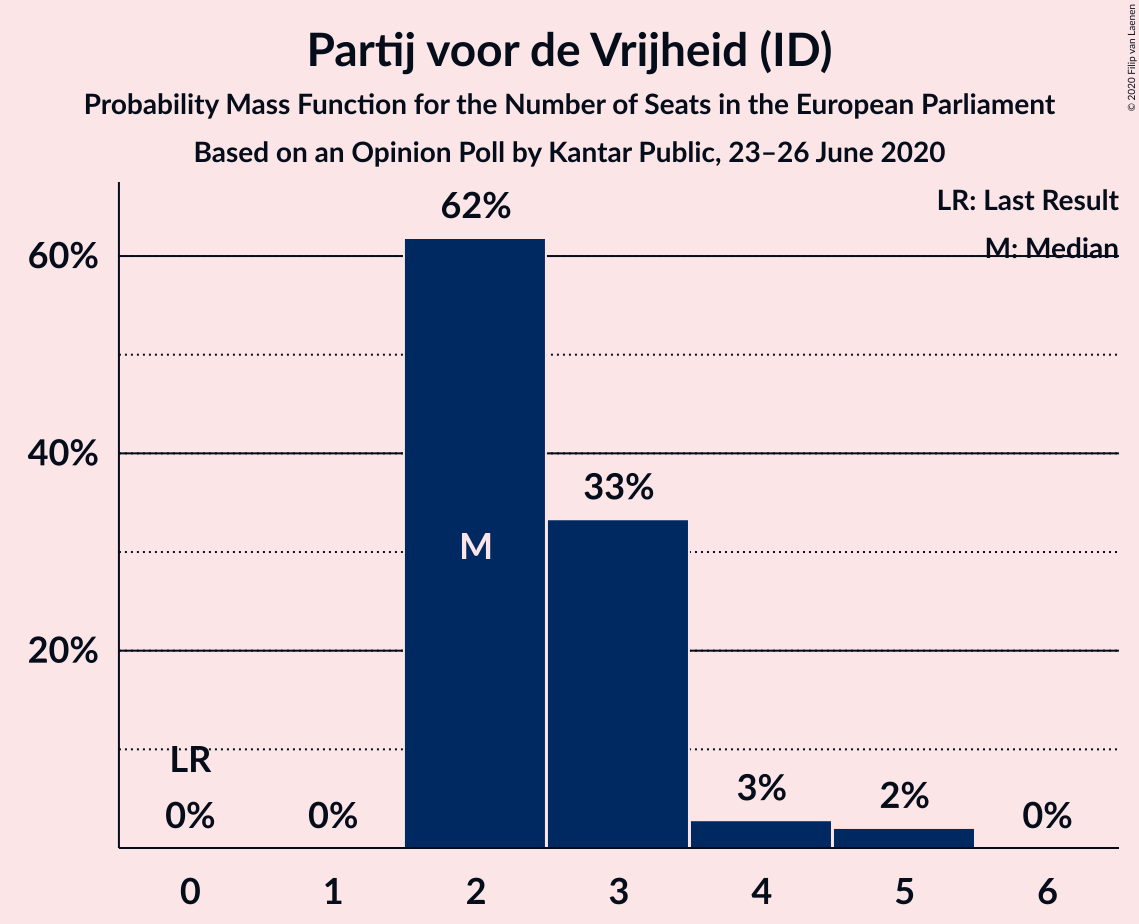 Partij voor de Vrijheid (ID)
Probability Mass Function for the Number of Seats in the European Parliament
Based on an Opinion Poll by Kantar Public, 23–26 June 2020
© 2020 Filip van Laenen
LR: Last Result
M: Median
62%
60%
40%
33%
M
20%
LR
0%
0%
3%
2%
0%
0 1 2 3 4 5 6